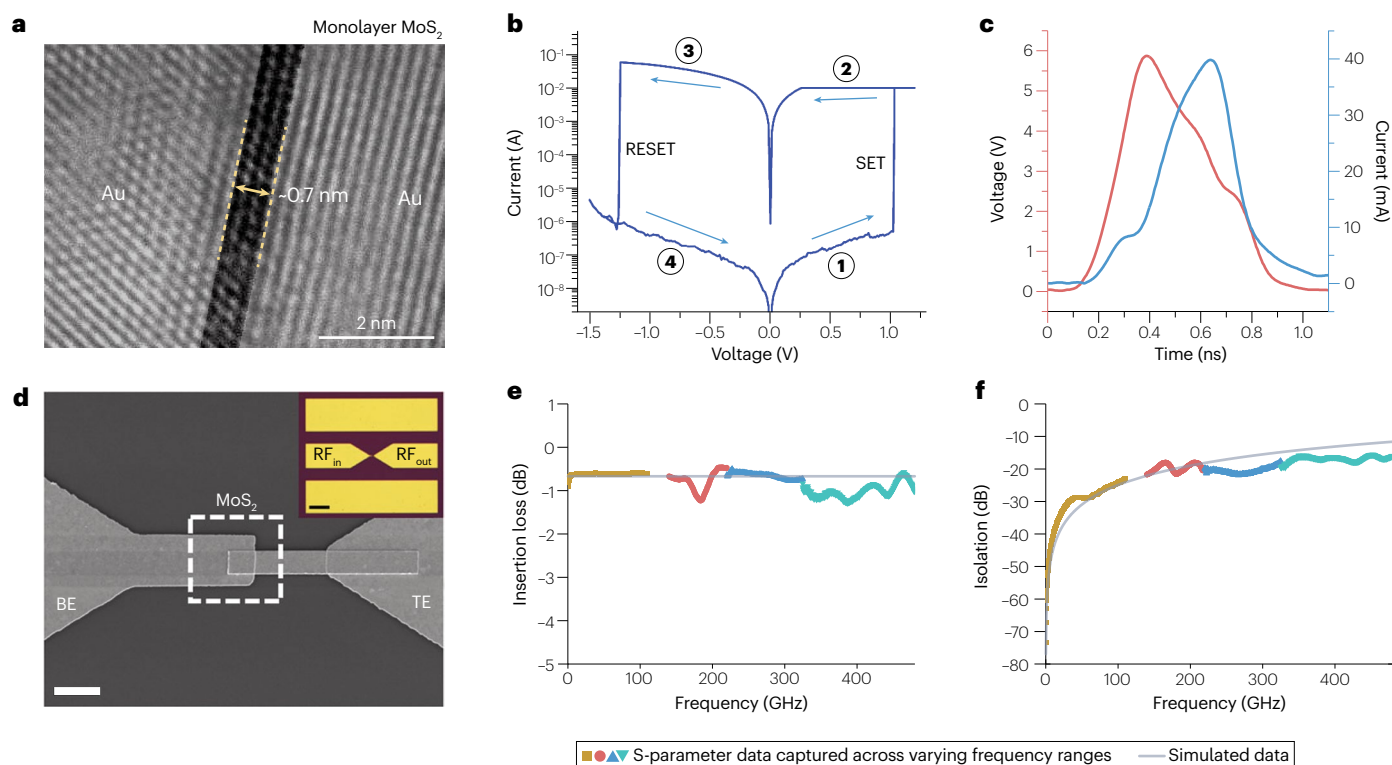 a
Monolayer MoS₂
Au
~0.7 nm
Au
2 nm
b
Current (A)
10⁻¹
10⁻²
10⁻³
10⁻⁴
10⁻⁵
10⁻⁶
10⁻⁷
10⁻⁸
3
2
RESET
SET
4
1
–1.5 –1.0 –0.5 0.0 0.5 1.0
Voltage (V)
c
Voltage (V)
6
5
4
3
2
1
0
Current (mA)
40
30
20
10
0
0 0.2 0.4 0.6 0.8 1.0
Time (ns)
d
RFin RFout
MoS₂
BE
TE
e
Insertion loss (dB)
1
0
–1
–2
–3
–4
–5
0 100 200 300 400
Frequency (GHz)
f
Isolation (dB)
0
–10
–20
–30
–40
–50
–60
–70
–80
0 100 200 300 400
Frequency (GHz)
S-parameter data captured across varying frequency ranges Simulated data